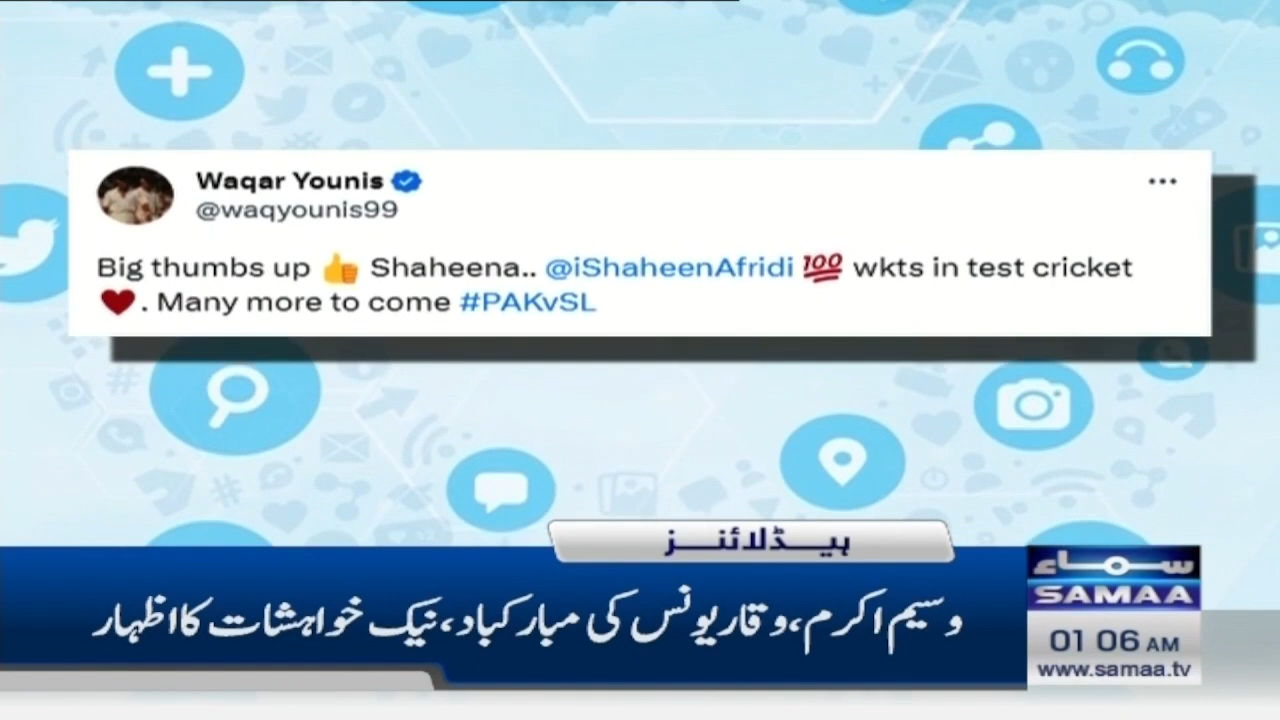 Waqar Younis
@waqyounis99
Big thumbs up 👍 Shaheena.. @iShaheenAfridi 💯 wkts in test cricket
❤️. Many more to come #PAKvSL
ہیڈلائنز
وسیم اکرم، وقار یونس کی مبارکباد، نیک خواہشات کا اظہار
سماء
SAMAA
01 06 AM
www.samaa.tv